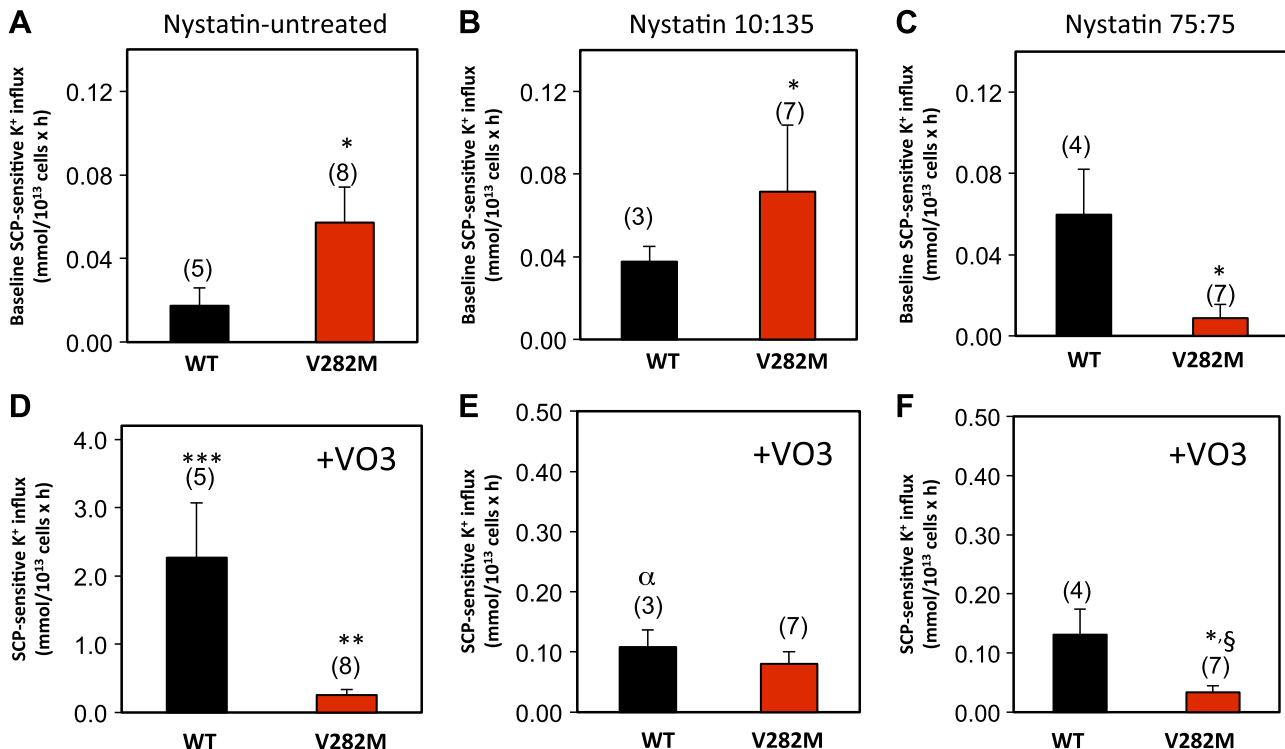 A Nystatin-untreated
Baseline SCP-sensitive K⁺ influx
(mmol/10¹³ cells x h)
0.12
0.08
0.04
0.00
(5)
*
(8)
WT V282M
B Nystatin 10:135
Baseline SCP-sensitive K⁺ influx
(mmol/10¹³ cells x h)
0.12
0.08
0.04
0.00
(3)
*
(7)
WT V282M
C Nystatin 75:75
Baseline SCP-sensitive K⁺ influx
(mmol/10¹³ cells x h)
0.12
0.08
0.04
0.00
(4)
*
(7)
WT V282M
D
SCP-sensitive K⁺ influx
(mmol/10¹³ cells x h)
4.0
3.0
2.0
1.0
0.0
+VO3
***
(5)
**
(8)
WT V282M
E
SCP-sensitive K⁺ influx
(mmol/10¹³ cells x h)
0.50
0.40
0.30
0.20
0.10
0.00
+VO3
α
(3)
(7)
WT V282M
F
SCP-sensitive K⁺ influx
(mmol/10¹³ cells x h)
0.50
0.40
0.30
0.20
0.10
0.00
+VO3
(4)
*,§
(7)
WT V282M